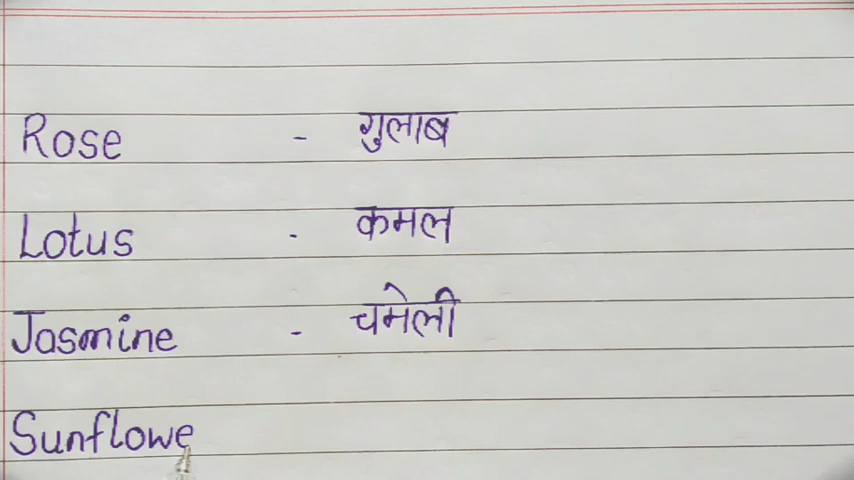 Rose - गुलाब
Lotus - कमल
Jasmine - चमेली
Sunflowe